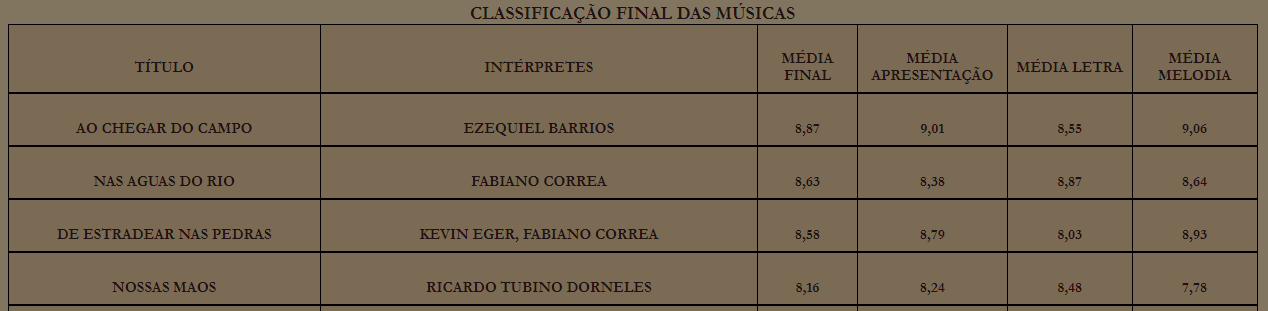 CLASSIFICAÇÃO FINAL DAS MÚSICAS
TÍTULO INTÉRPRETES MÉDIA FINAL MÉDIA APRESENTAÇÃO MÉDIA LETRA MÉDIA MELODIA
AO CHEGAR DO CAMPO EZEQUIEL BARRIOS 8,87 9,01 8,55 9,06
NAS AGUAS DO RIO FABIANO CORREA 8,63 8,38 8,87 8,64
DE ESTRADEAR NAS PEDRAS KEVIN EGER, FABIANO CORREA 8,58 8,79 8,03 8,93
NOSSAS MAOS RICARDO TUBINO DORNELES 8,16 8,24 8,48 7,78